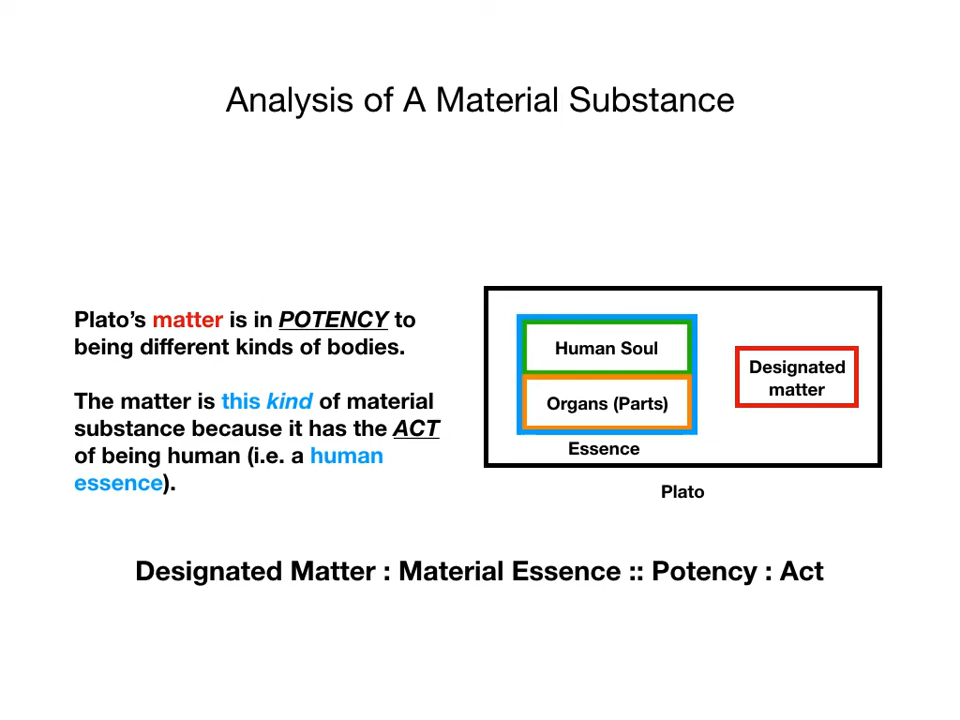 Analysis of A Material Substance
Plato’s matter is in POTENCY to
being different kinds of bodies.
The matter is this kind of material
substance because it has the ACT
of being human (i.e. a human
essence).
Human Soul
Organs (Parts)
Essence
Designated
matter
Plato
Designated Matter : Material Essence :: Potency : Act